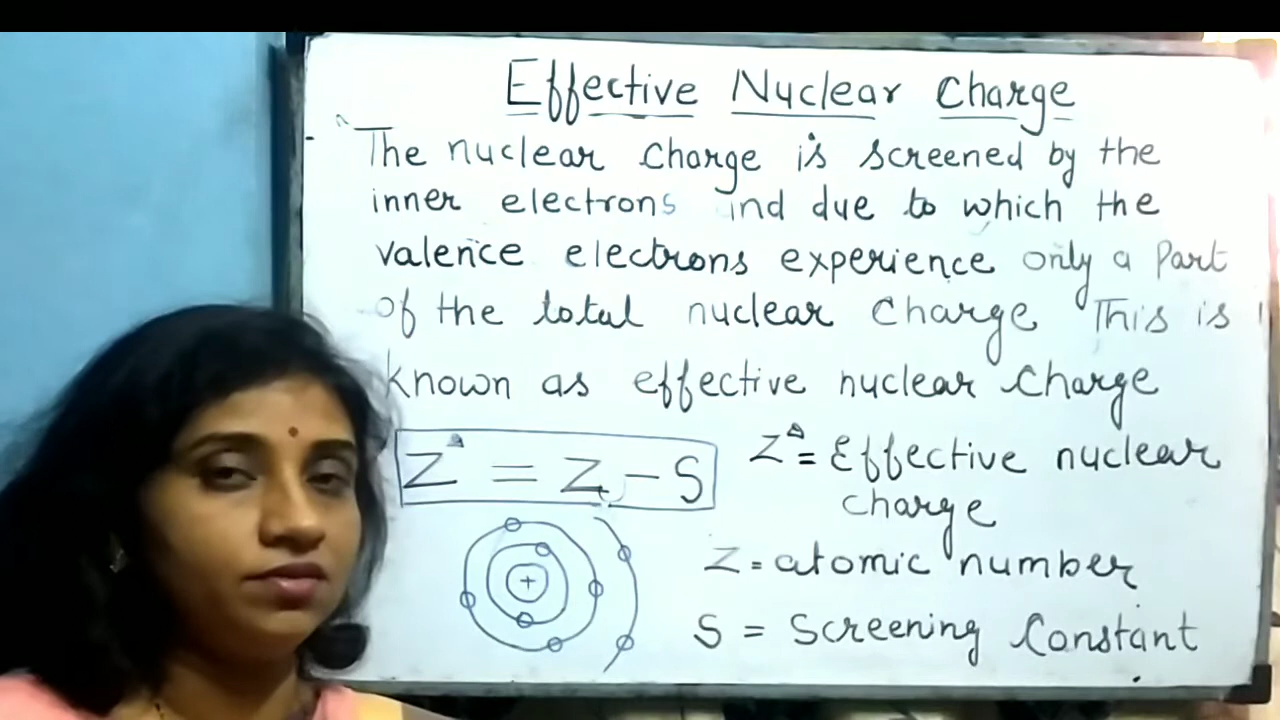 Effective Nuclear Charge
- The nuclear charge is screened by the
inner electrons ind due to which the
valence electrons experience only a part
of the total nuclear charge This is
known as effective nuclear charge
Z* = Z - S
Z* = Effective nuclear
charge
Z = atomic number
S = Screening Constant
+